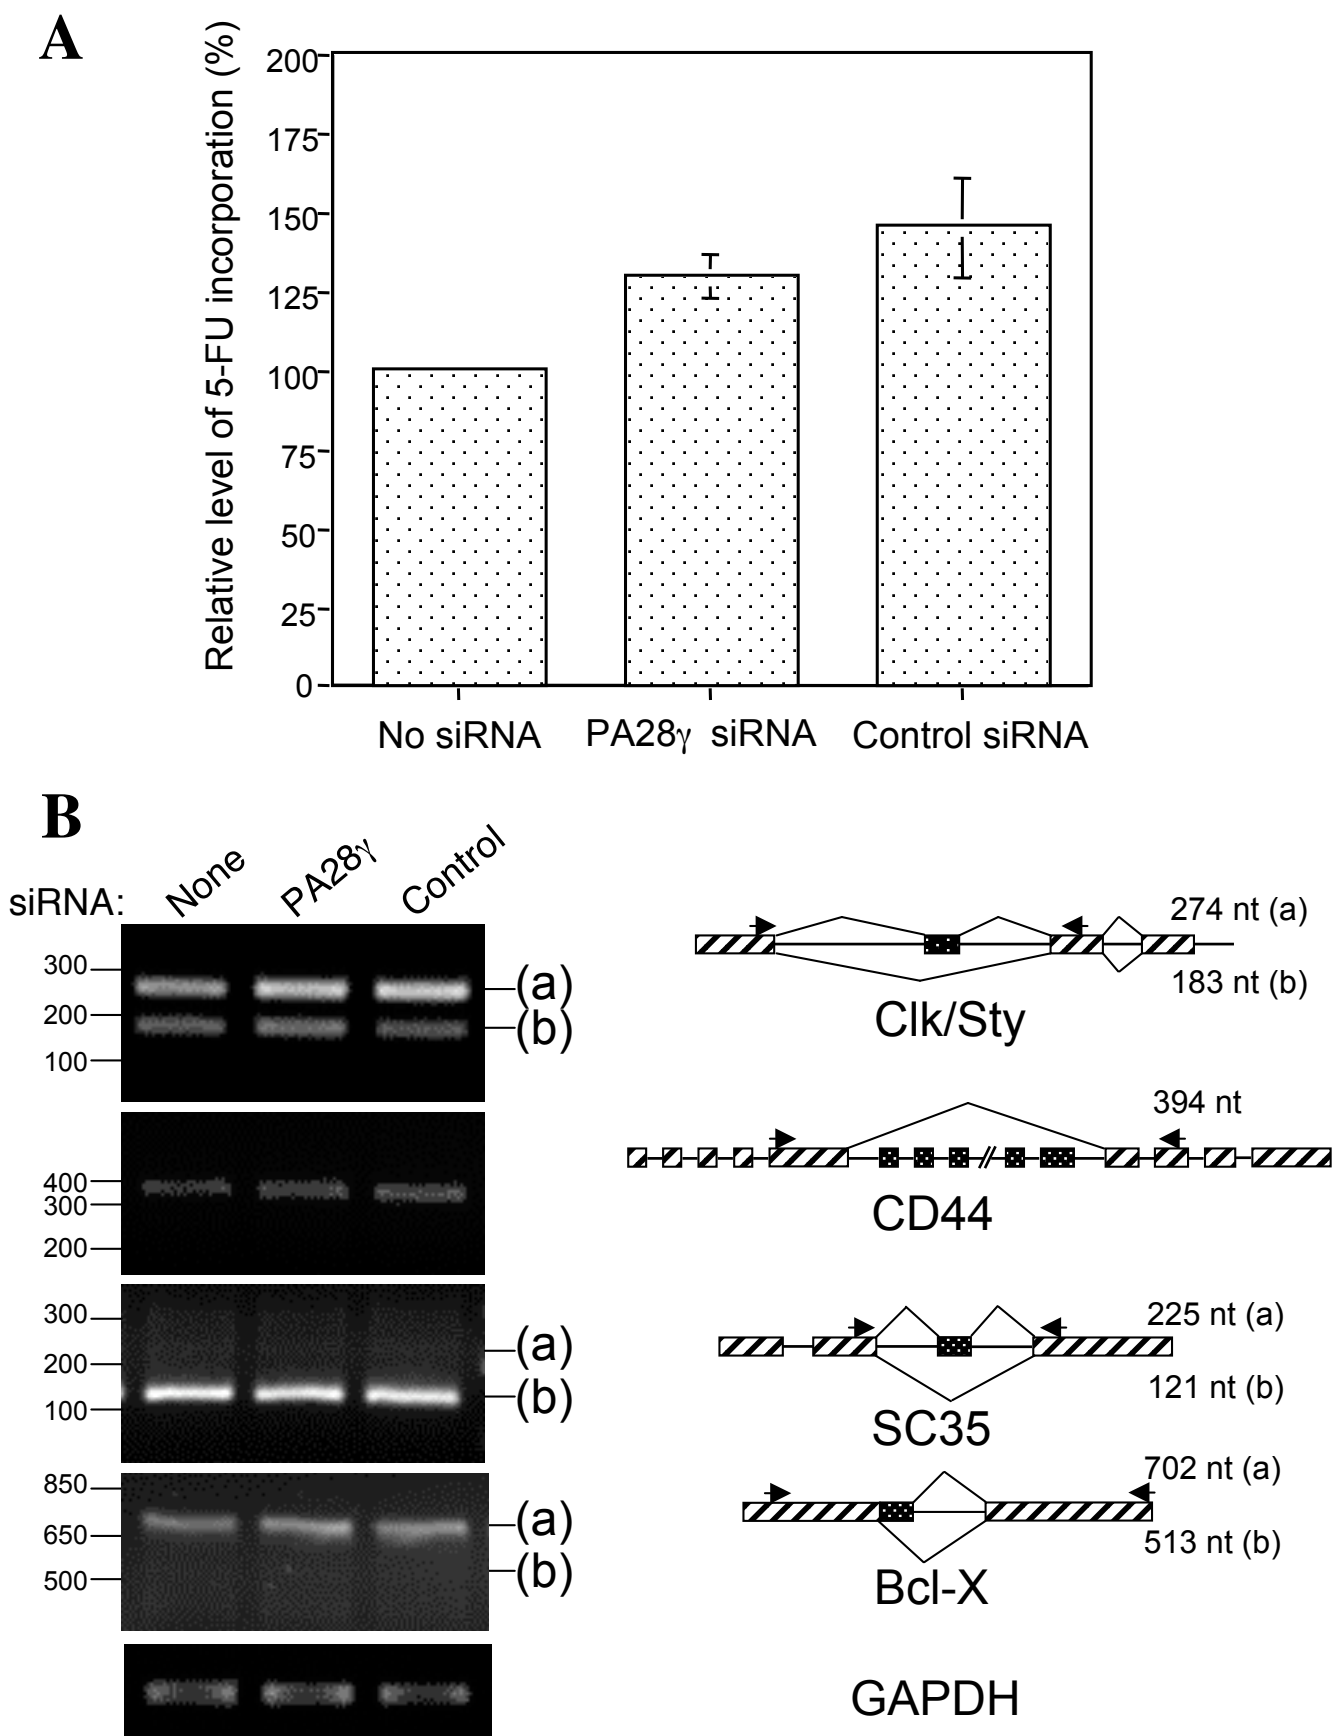 A
Relative level of 5-FU incorporation (%)
200
175
150
125
100
75
50
25
0
No siRNA PA28γ siRNA Control siRNA
B
siRNA: None PA28γ Control
300
200
100
(a)
(b)
274 nt (a)
183 nt (b)
Clk/Sty
400
300
200
394 nt
CD44
300
200
100
(a)
(b)
225 nt (a)
121 nt (b)
SC35
850
650
500
(a)
(b)
702 nt (a)
513 nt (b)
Bcl-X
GAPDH